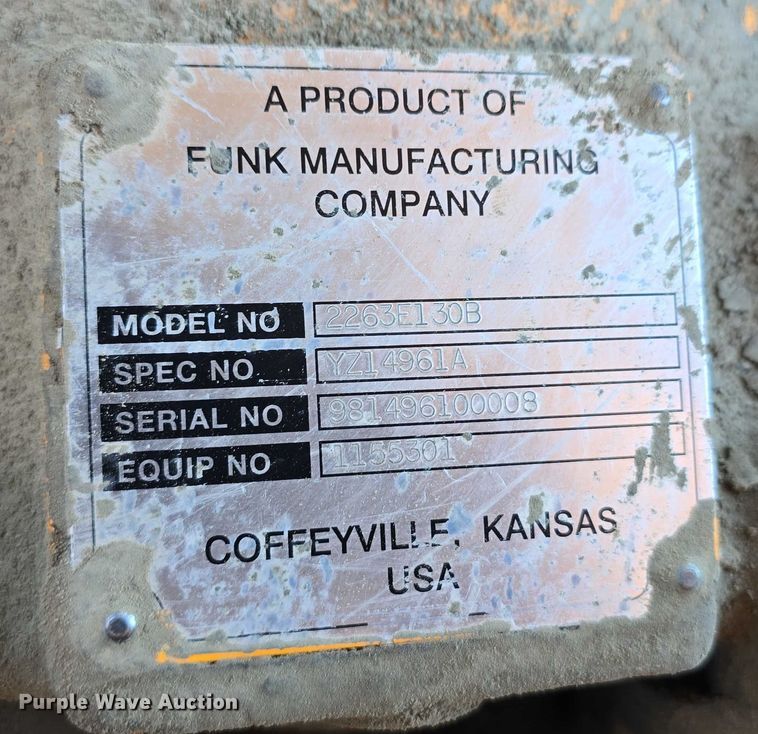 A PRODUCT OF
FUNK MANUFACTURING
COMPANY
MODEL NO 2263E130B
SPEC NO YZ14961A
SERIAL NO 981496100008
EQUIP NO 1155301
COFFEYVILLE, KANSAS
USA
Purple Wave Auction